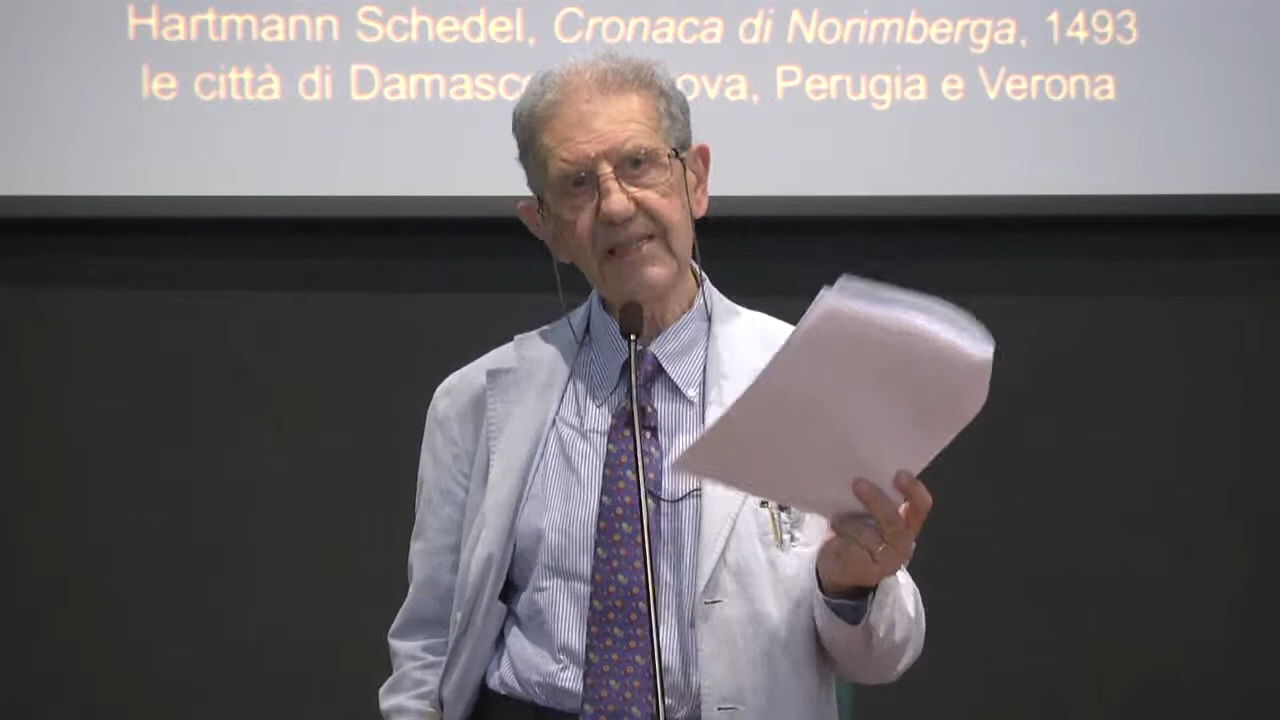 Hartmann Schedel, Cronaca di Norimberga, 1493
le città di Damasco ova, Perugia e Verona